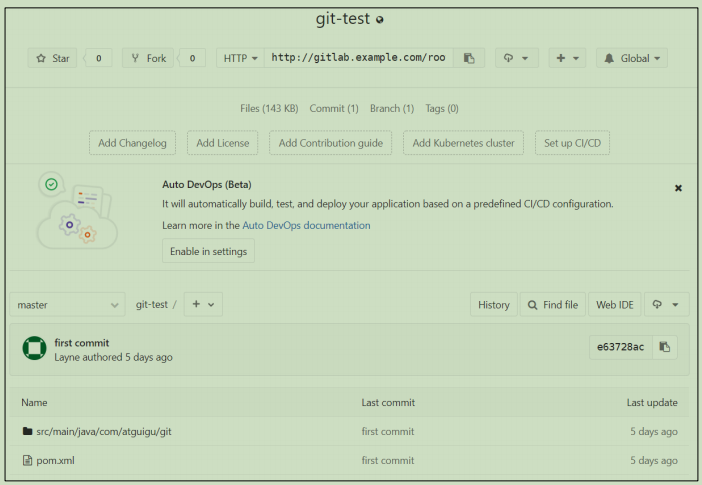 git-test
Star 0 Fork 0 HTTP http://gitlab.example.com/roo Global
Files (143 KB) Commit (1) Branch (1) Tags (0)
Add Changelog Add License Add Contribution guide Add Kubernetes cluster Set up CI/CD
Auto DevOps (Beta)
It will automatically build, test, and deploy your application based on a predefined CI/CD configuration.
Learn more in the Auto DevOps documentation
Enable in settings
master git-test / + History Find file Web IDE
first commit
Layne authored 5 days ago
e63728ac
Name Last commit Last update
src/main/java/com/atguigu/git first commit 5 days ago
pom.xml first commit 5 days ago